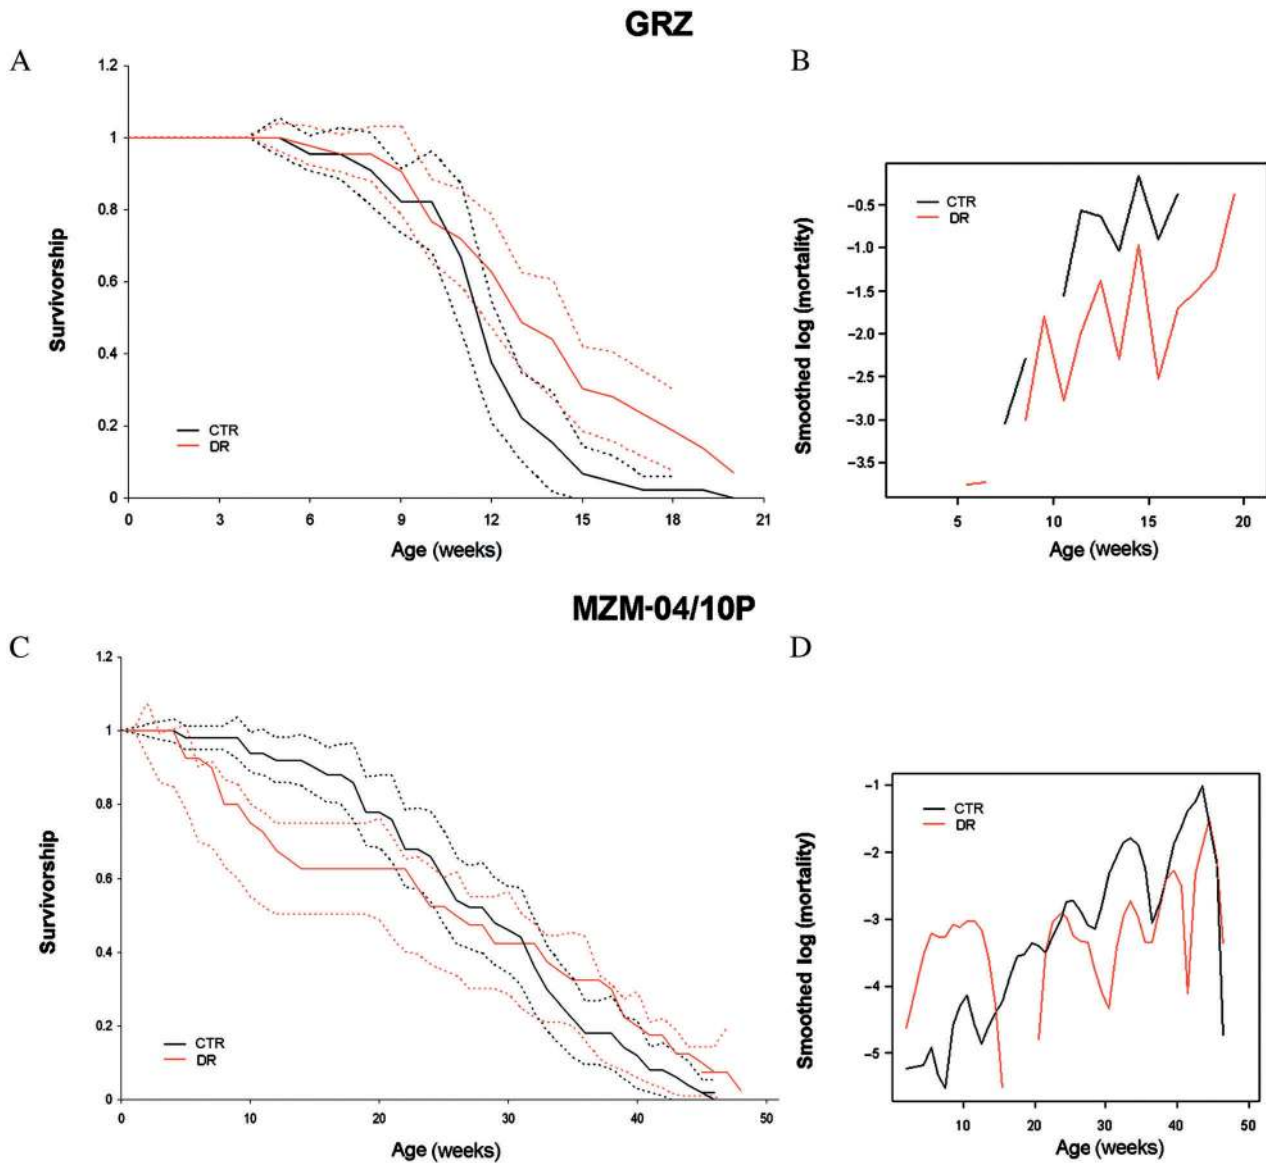 GRZ
A
1.2
1
0.8
0.6
0.4
0.2
0
Survivorship
CTR
DR
0 3 6 9 12 15 18 21
Age (weeks)
B
−0.5
−1.0
−1.5
−2.0
−2.5
−3.0
−3.5
Smoothed log (mortality)
CTR
DR
5 10 15 20
Age (weeks)
MZM-04/10P
C
1.2
1
0.8
0.6
0.4
0.2
0
Survivorship
CTR
DR
0 10 20 30 40 50
Age (weeks)
D
−1
−2
−3
−4
−5
Smoothed log (mortality)
CTR
DR
10 20 30 40 50
Age (weeks)